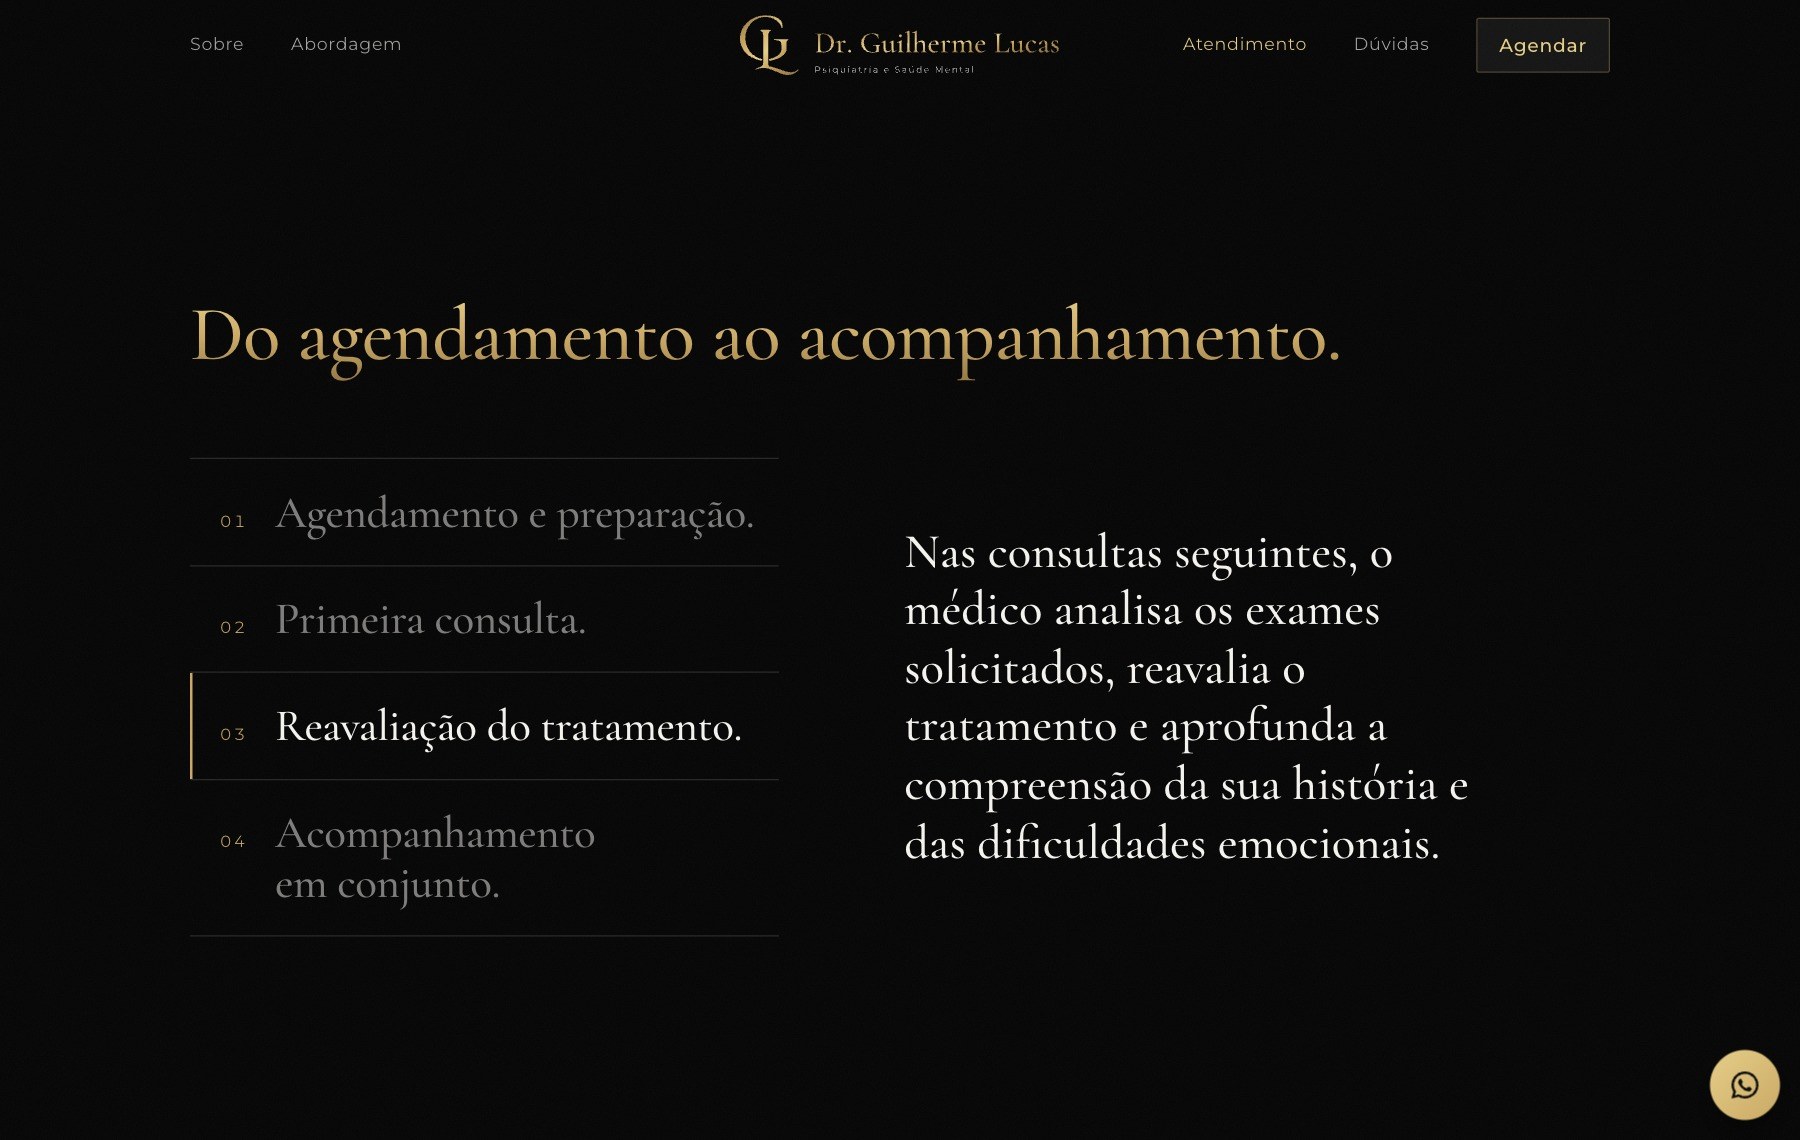 Sobre
Abordagem
GL
Dr. Guilherme Lucas
Psiquiatria e Saúde Mental
Atendimento
Dúvidas
Agendar
Do agendamento ao acompanhamento.
01 Agendamento e preparação.
02 Primeira consulta.
03 Reavaliação do tratamento.
04 Acompanhamento
em conjunto.
Nas consultas seguintes, o
médico analisa os exames
solicitados, reavalia o
tratamento e aprofunda a
compreensão da sua história e
das dificuldades emocionais.